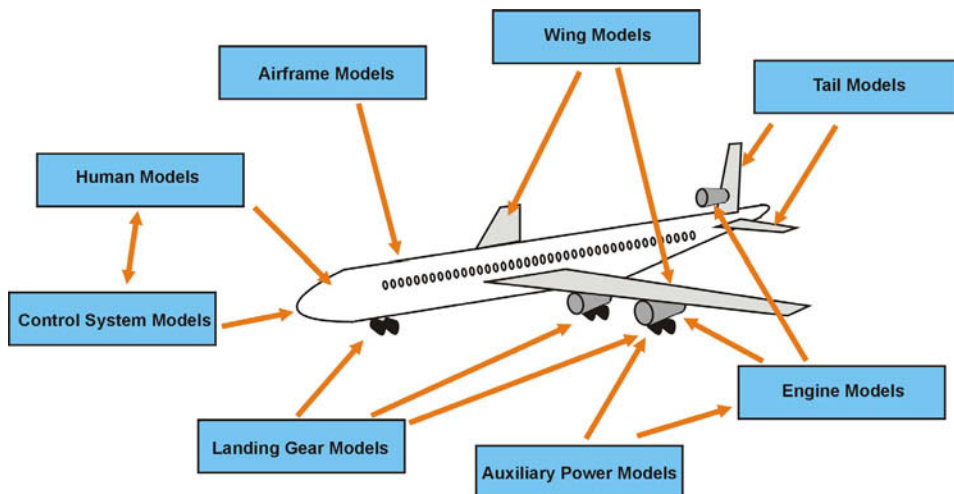 Wing Models
Airframe Models
Tail Models
Human Models
Control System Models
Engine Models
Landing Gear Models
Auxiliary Power Models